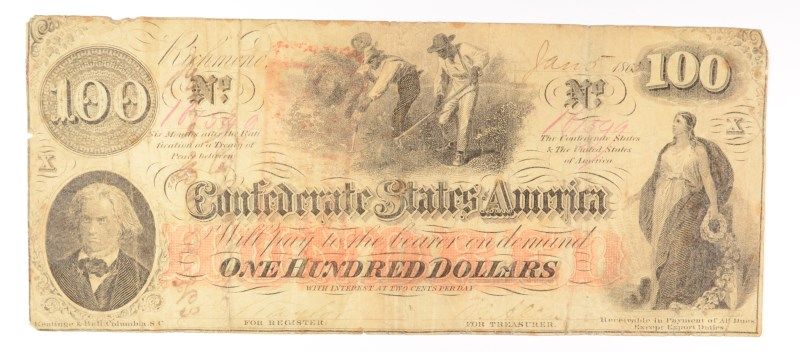 Richmond
Jan 5 186
100
No
No
100
Six Months after the Rati
fication of a Treaty of
Peace between
The Confederate States
& The United States
of America
X
X
Confederate States of America
Will pay to the bearer on demand
ONE HUNDRED DOLLARS
WITH INTEREST AT TWO CENTS PER DAY
Keatinge & Ball, Columbia, S.C.
FOR REGISTER.
FOR TREASURER.
Receivable in Payment of All Dues
Except Export Duties